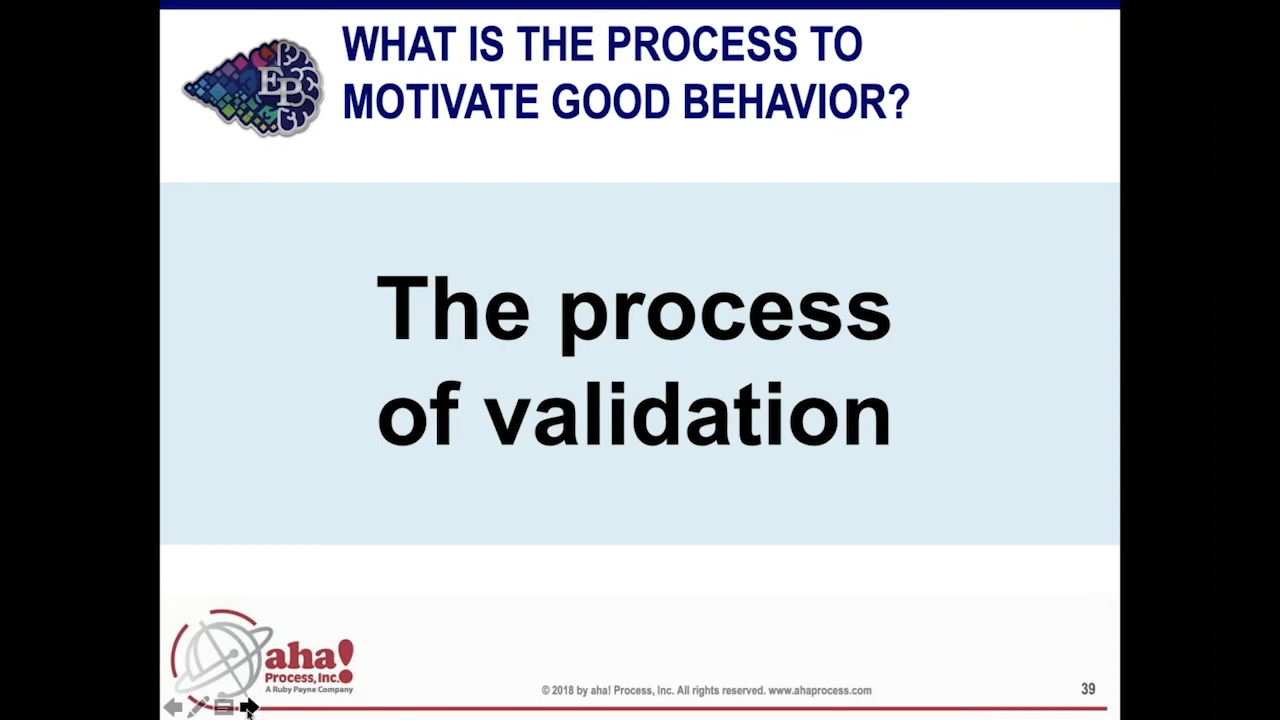 WHAT IS THE PROCESS TO
MOTIVATE GOOD BEHAVIOR?
EP
The process
of validation
aha!
Process, Inc.
A Ruby Payne Company
© 2018 by aha! Process, Inc. All rights reserved. www.ahaprocess.com
39